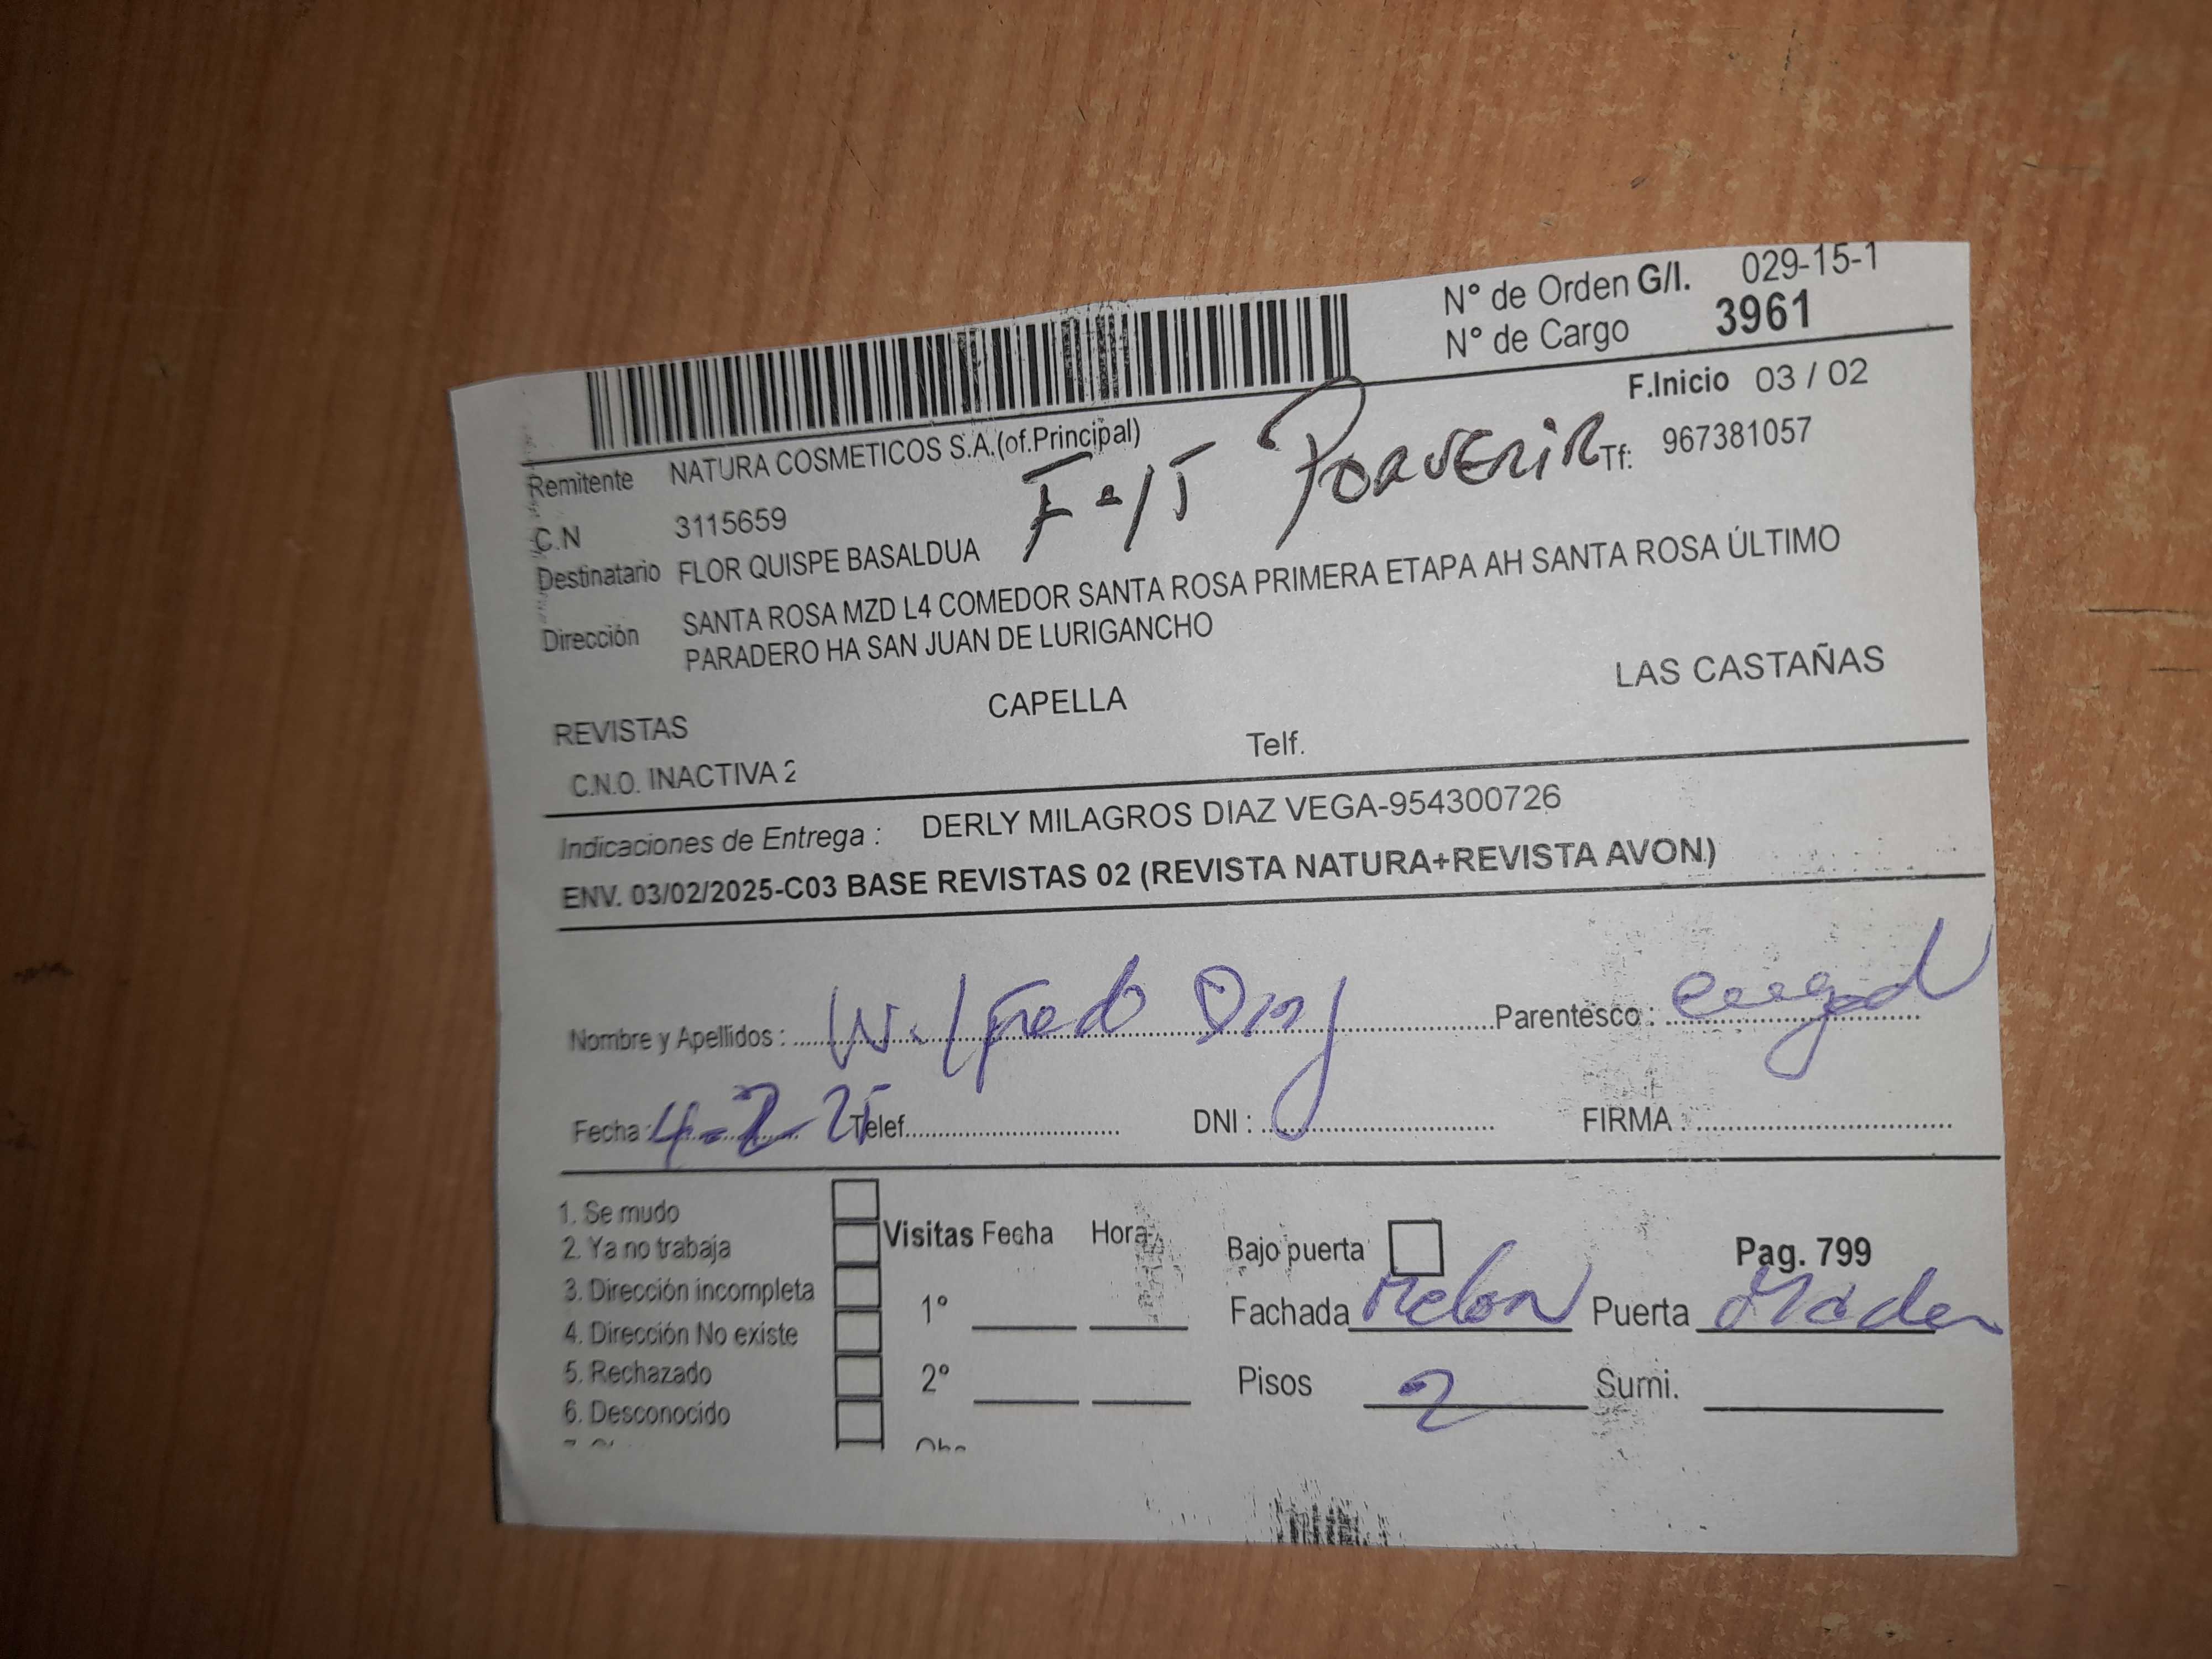 N° de Orden G/I. 029-15-1
N° de Cargo 3961
F.Inicio 03 / 02
Remitente NATURA COSMETICOS S.A.(of.Principal)
F-15 PORVENIR Tf: 967381057
C.N 3115659
Destinatario FLOR QUISPE BASALDUA
Dirección SANTA ROSA MZD L4 COMEDOR SANTA ROSA PRIMERA ETAPA AH SANTA ROSA ÚLTIMO
PARADERO HA SAN JUAN DE LURIGANCHO
REVISTAS CAPELLA LAS CASTAÑAS
C.N.O. INACTIVA 2 Telf.
Indicaciones de Entrega : DERLY MILAGROS DIAZ VEGA-954300726
ENV. 03/02/2025-C03 BASE REVISTAS 02 (REVISTA NATURA+REVISTA AVON)
Nombre y Apellidos : Wilfredo Parentesco :
Fecha : 4-2-25 Telef. DNI : FIRMA :
1. Se mudo
2. Ya no trabaja
3. Dirección incompleta
4. Dirección No existe
5. Rechazado
6. Desconocido
Visitas Fecha Hora
1°
2°
Bajo puerta Pag. 799
Fachada Melon Puerta Mader
Pisos 2 Sumi.